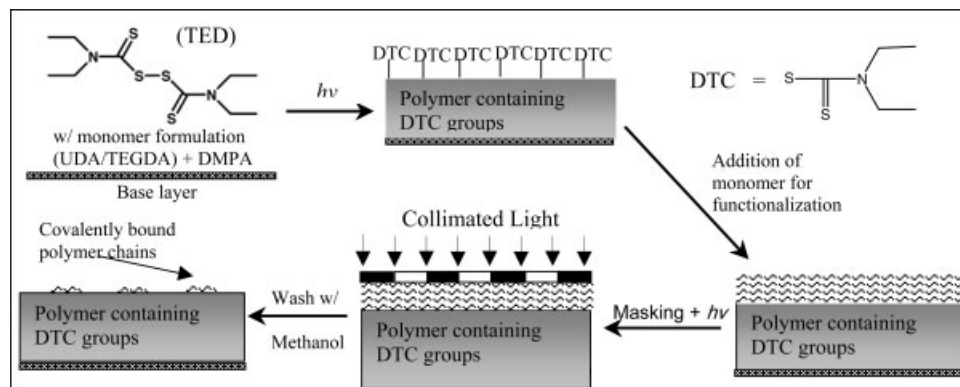 (TED)
S
N
S
S
S
N
w/ monomer formulation
(UDA/TEGDA) + DMPA
Base layer
hν
DTC DTC DTC DTC DTC DTC
Polymer containing
DTC groups
DTC =
S
N
S
Addition of
monomer for
functionalization
Polymer containing
DTC groups
Masking + hν
Collimated Light
Polymer containing
DTC groups
Wash w/
Methanol
Covalently bound
polymer chains
Polymer containing
DTC groups